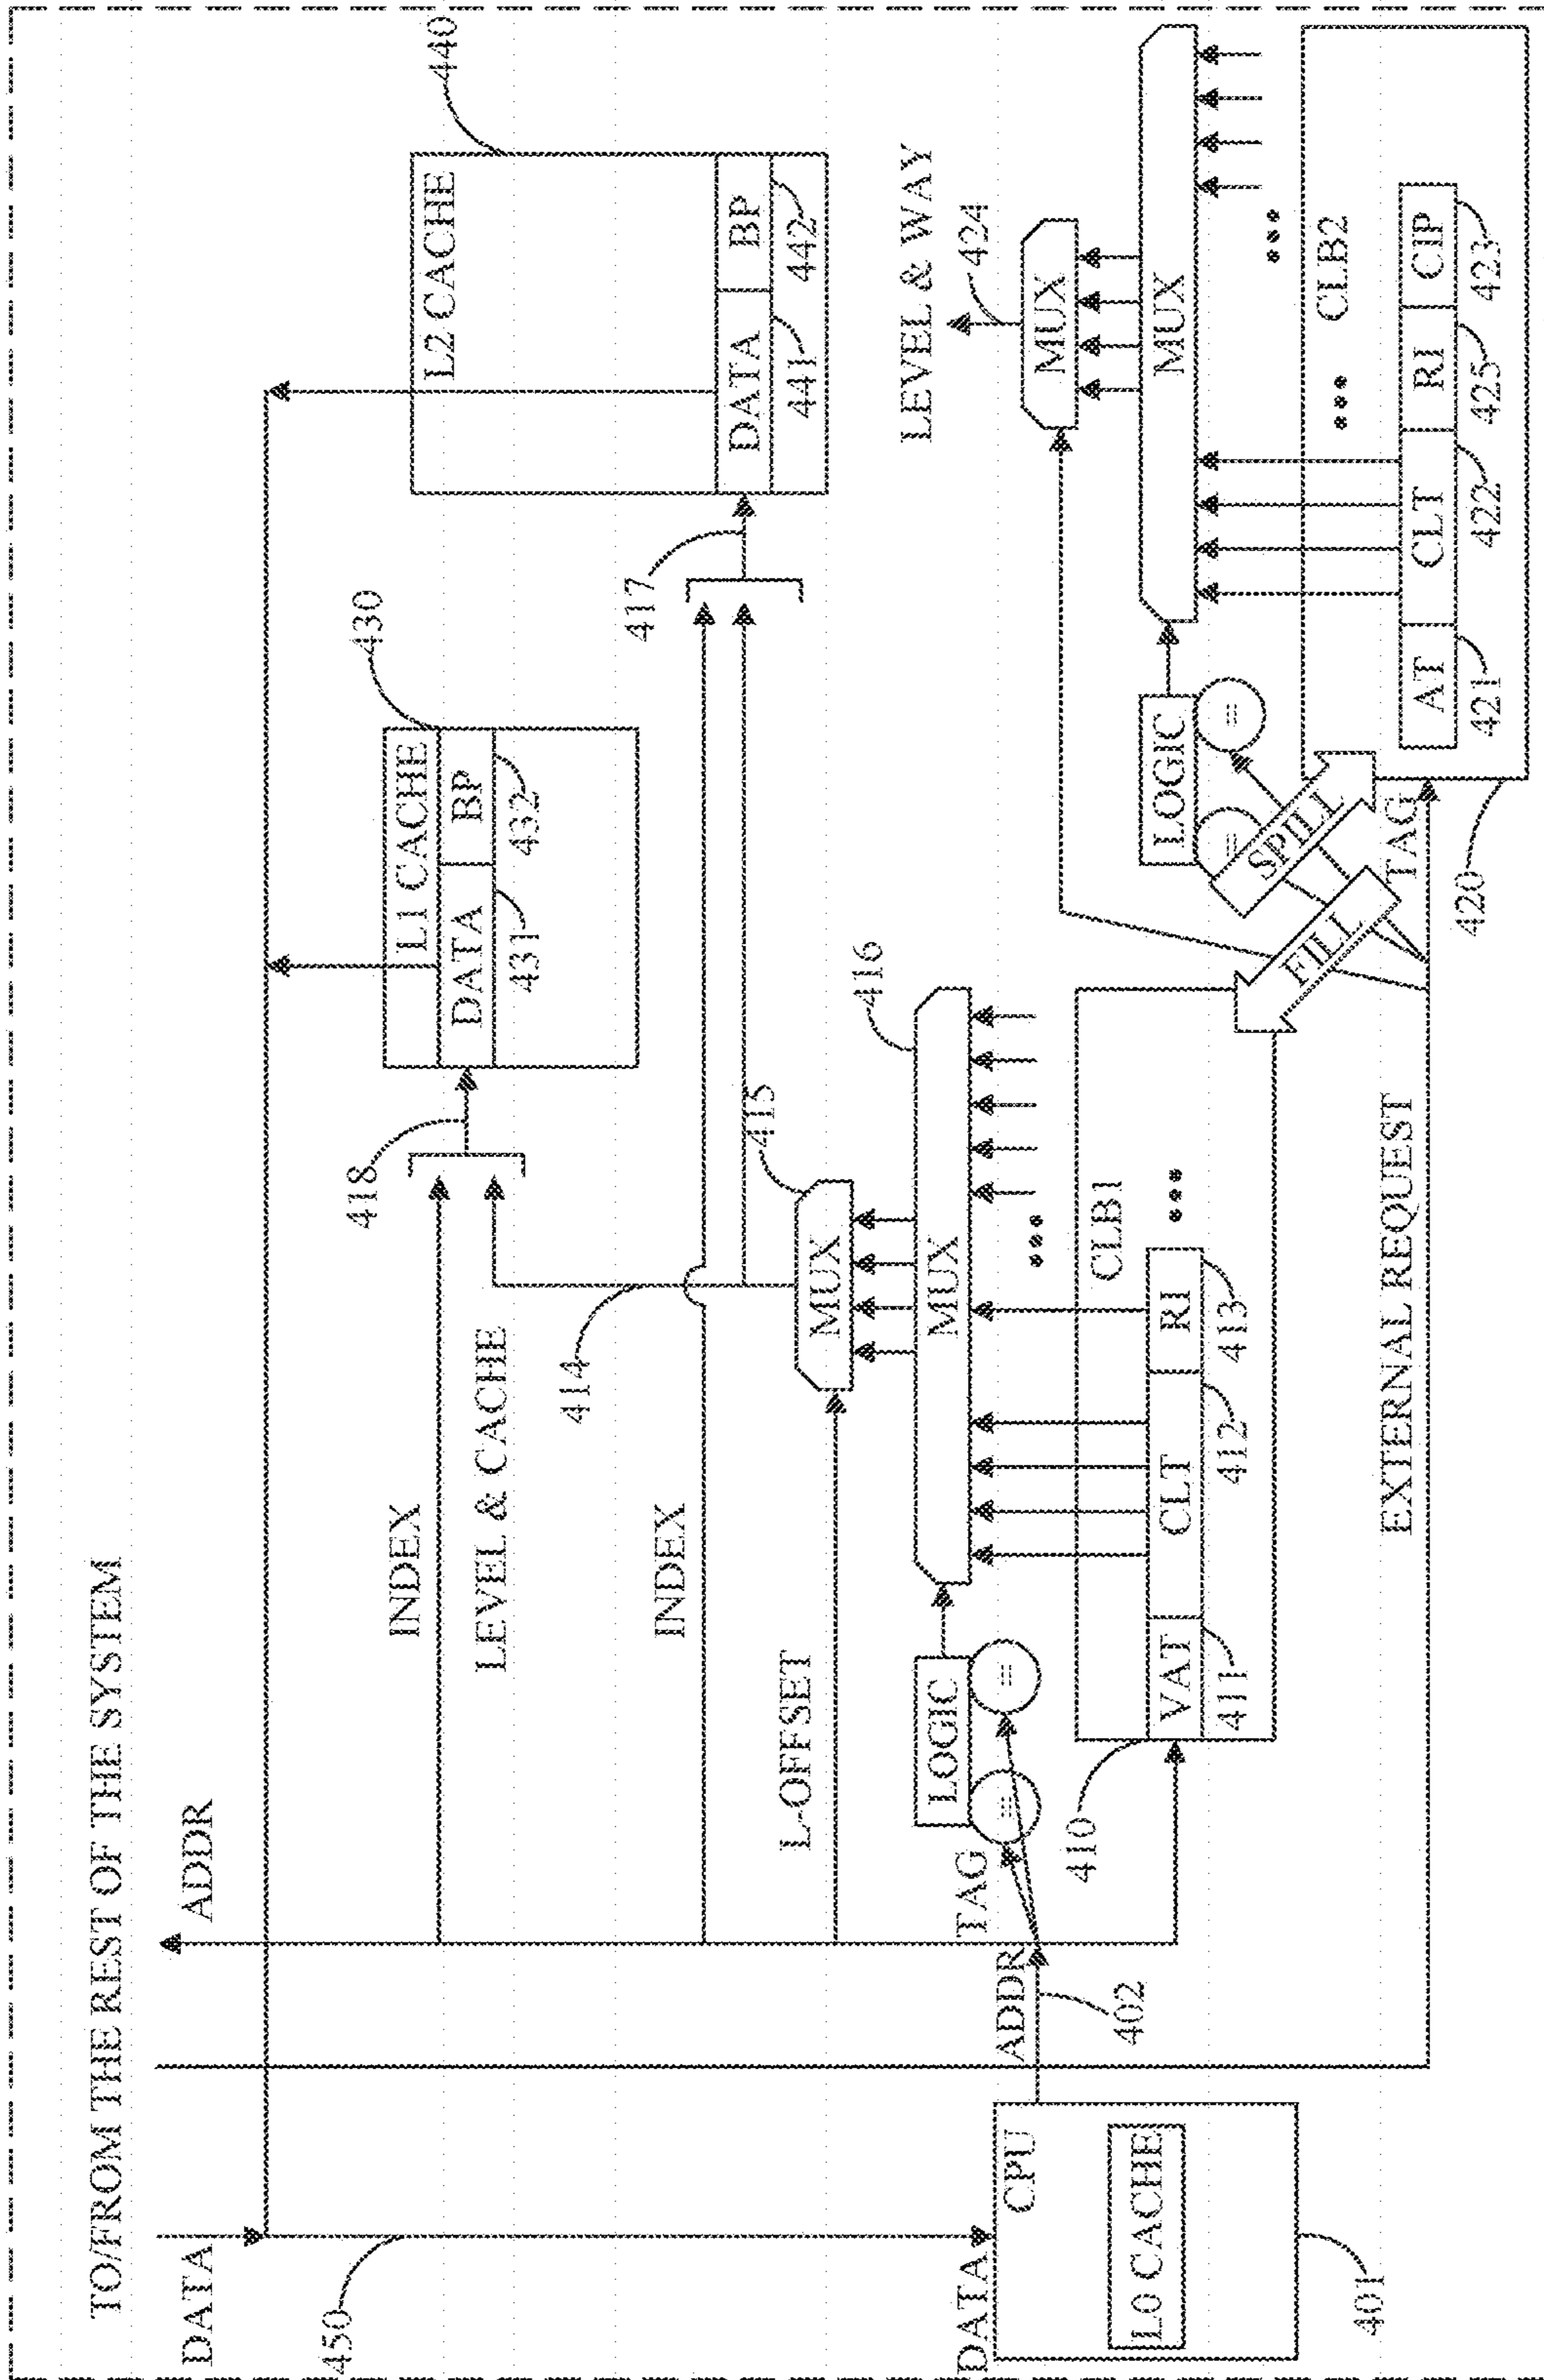 TO/FROM THE REST OF THE SYSTEM
DATA
ADDR
450
INDEX
418
L1 CACHE
430
DATA
BP
431
432
LEVEL & CACHE
414
INDEX
417
L2 CACHE
440
DATA
BP
441
442
L-OFFSET
MUX
415
MUX
416
LOGIC
=
=
TAG
ADDR
402
DATA
CPU
L0 CACHE
401
410
CLB1
•••
•••
VAT
CLT
RI
411
412
413
LEVEL & WAY
424
MUX
MUX
LOGIC
=
=
SPILL
FILL
TAG
•••
CLB2
•••
AT
CLT
RI
CIP
421
422
425
423
420
EXTERNAL REQUEST